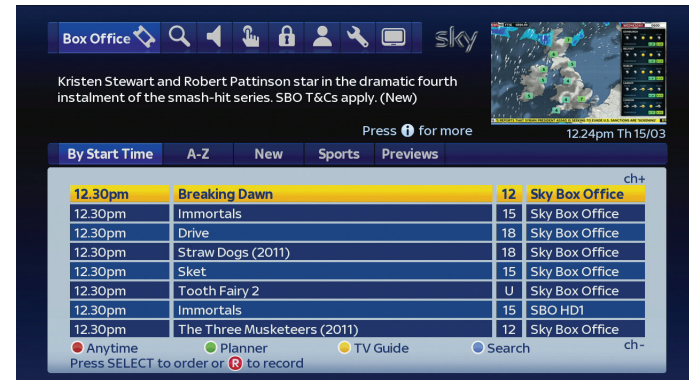 Box Office
sky
Kristen Stewart and Robert Pattinson star in the dramatic fourth
instalment of the smash-hit series. SBO T&Cs apply. (New)
Press i for more
12.24pm Th 15/03
By Start Time A-Z New Sports Previews
ch+
12.30pm Breaking Dawn 12 Sky Box Office
12.30pm Immortals 15 Sky Box Office
12.30pm Drive 18 Sky Box Office
12.30pm Straw Dogs (2011) 18 Sky Box Office
12.30pm Sket 15 Sky Box Office
12.30pm Tooth Fairy 2 U Sky Box Office
12.30pm Immortals 15 SBO HD1
12.30pm The Three Musketeers (2011) 12 Sky Box Office
Anytime Planner TV Guide Search ch-
Press SELECT to order or R to record